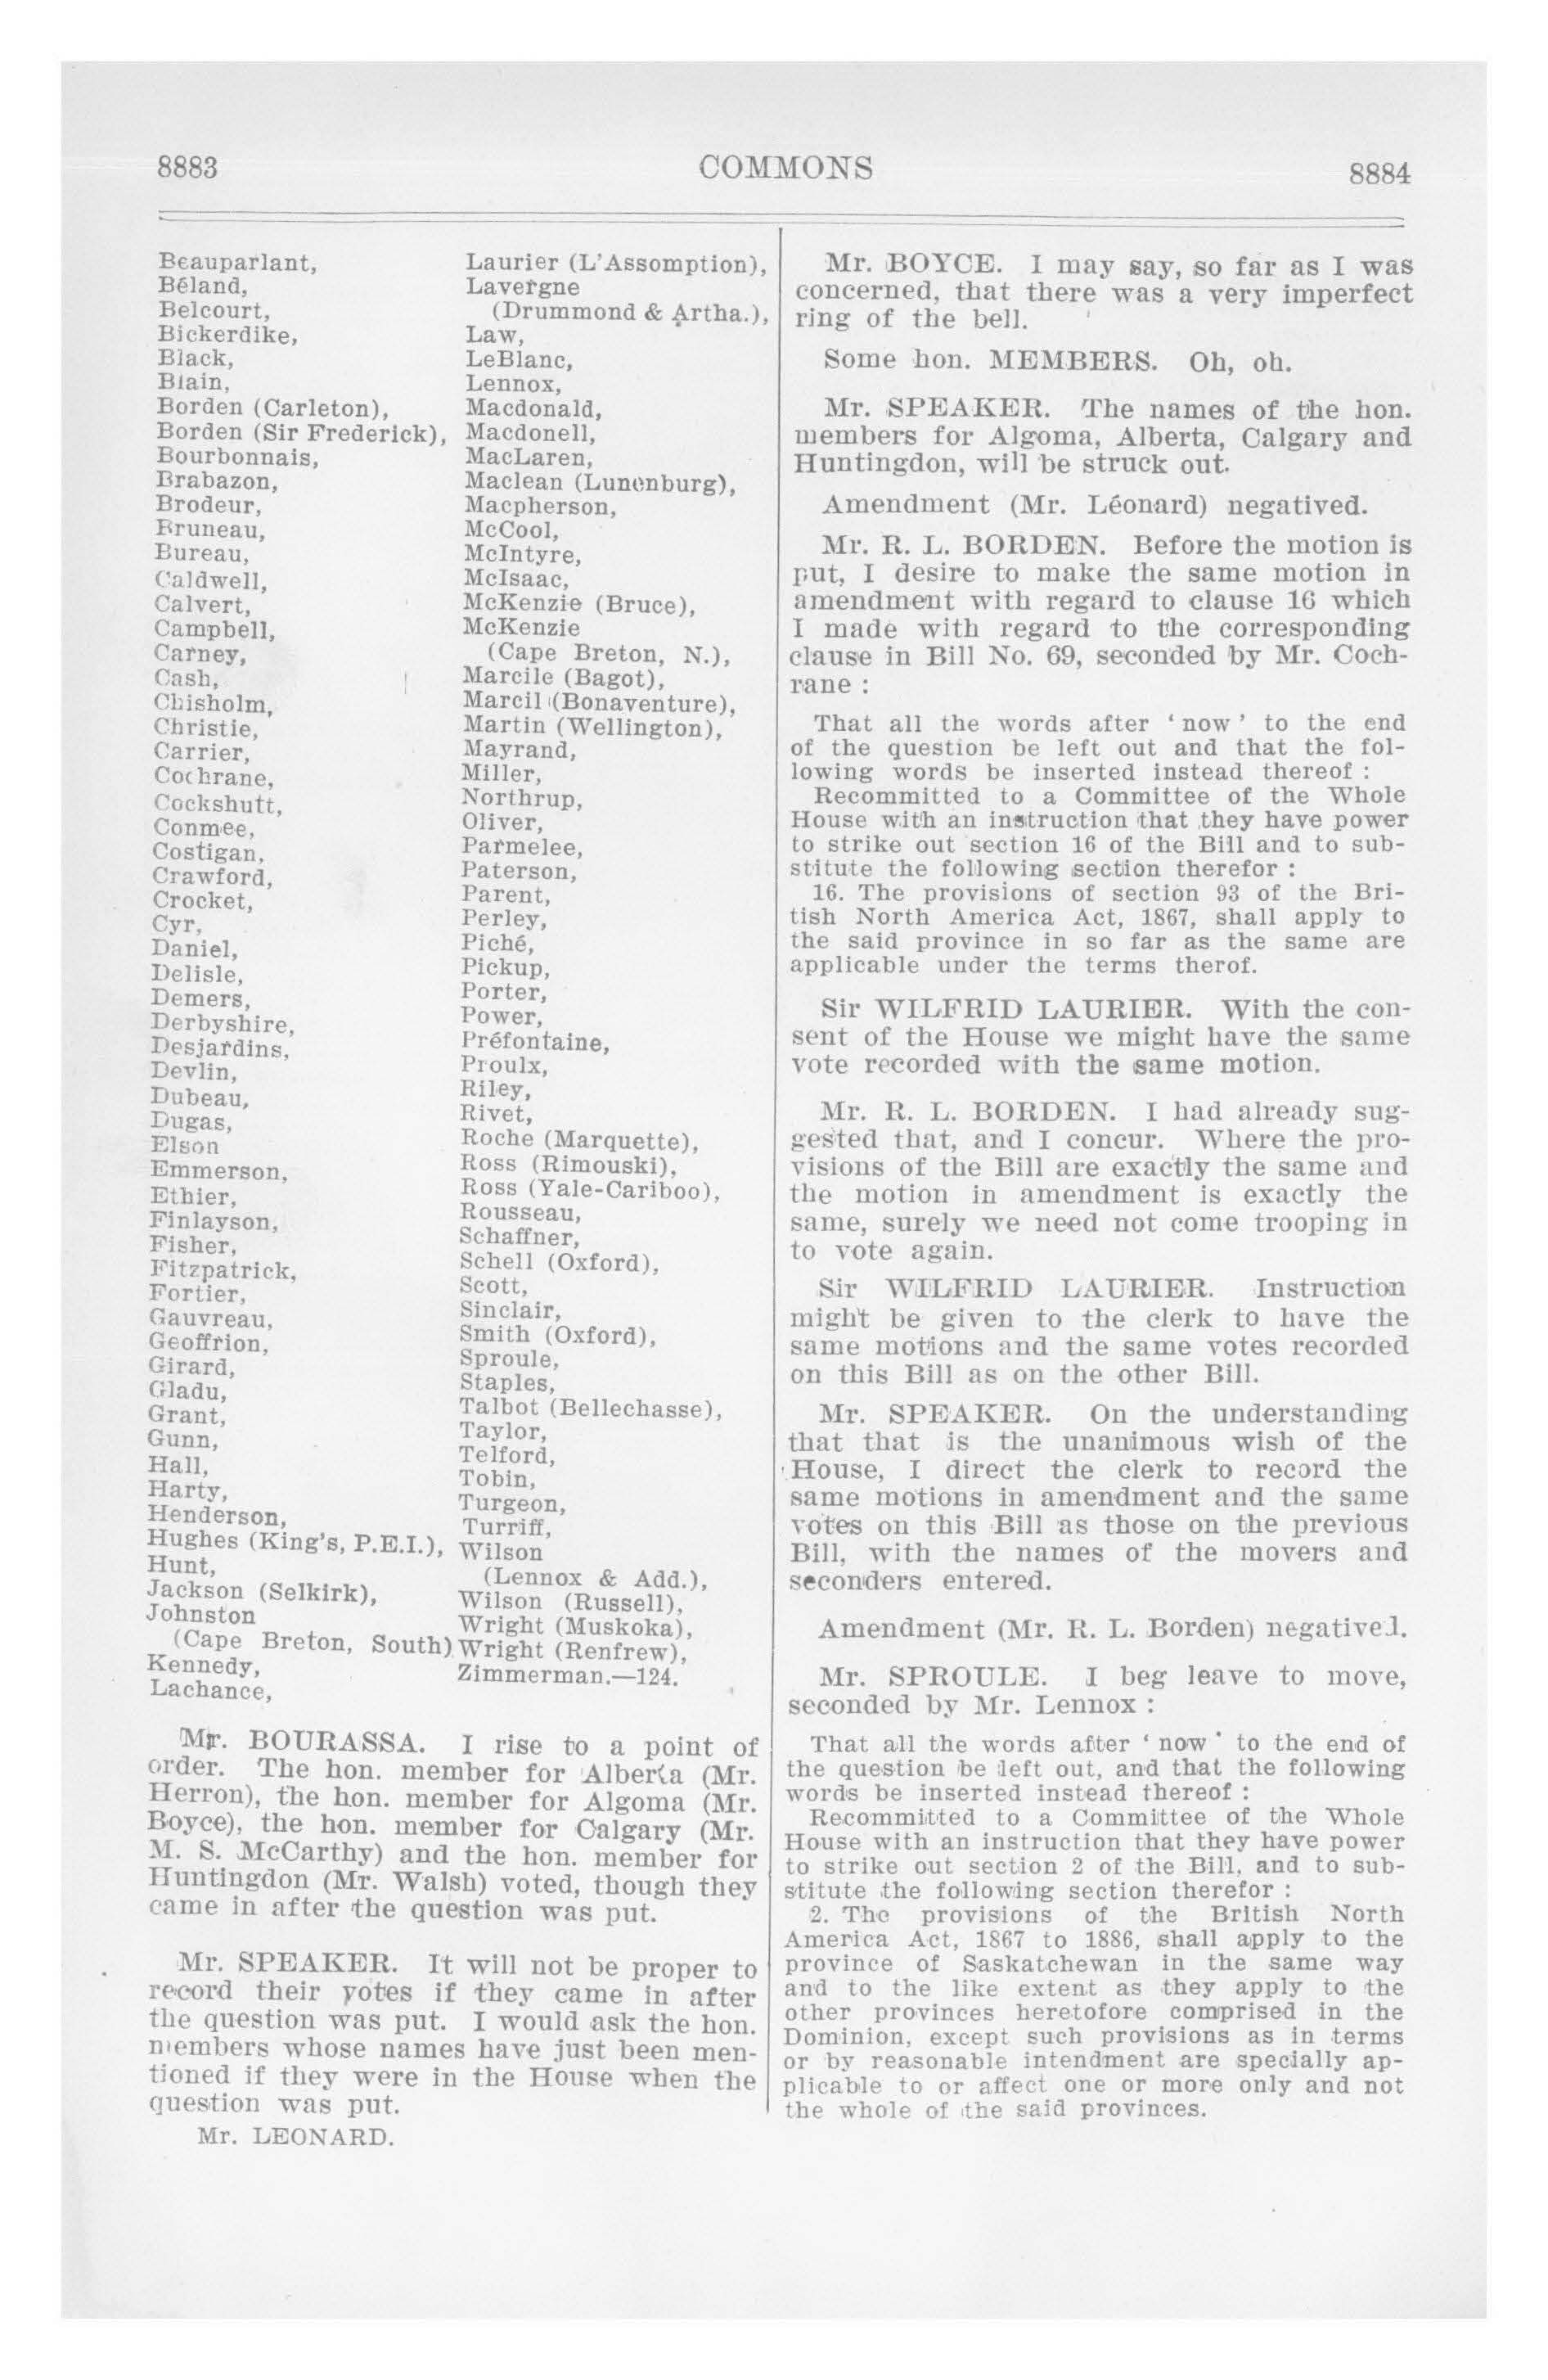 8883
COMMONS
8884
Beauparlant,
Béland,
Belcourt,
Bickerdike,
Black,
Blain,
Borden (Carleton),
Borden (Sir Frederick),
Bourbonnais,
Brabazon,
Brodeur,
Bruneau,
Bureau,
Caldwell,
Calvert,
Campbell,
Carney,
Cash,
Chisholm,
Christie,
Carrier,
Cochrane,
Cockshutt,
Conmee,
Costigan,
Crawford,
Crocket,
Cyr,
Daniel,
Delisle,
Demers,
Derbyshire,
Desjardins,
Devlin,
Dubeau,
Dugas,
Elson
Emmerson,
Ethier,
Finlayson,
Fisher,
Fitzpatrick,
Fortier,
Gauvreau,
Geoffrion,
Girard,
Gladu,
Grant,
Gunn,
Hall,
Harty,
Henderson,
Hughes (King's, P.E.I.),
Hunt,
Jackson (Selkirk),
Johnston
(Cape Breton, South)
Kennedy,
Lachance,
Laurier (L'Assomption),
Lavergne
(Drummond & Artha.),
Law,
LeBlanc,
Lennox,
Macdonald,
Macdonell,
MacLaren,
Maclean (Lunenburg),
Macpherson,
McCool,
McIntyre,
McIsaac,
McKenzie (Bruce),
McKenzie
(Cape Breton, N.),
Marcile (Bagot),
Marcil (Bonaventure),
Martin (Wellington),
Mayrand,
Miller,
Northrup,
Oliver,
Parmelee,
Paterson,
Parent,
Perley,
Piché,
Pickup,
Porter,
Power,
Préfontaine,
Proulx,
Riley,
Rivet,
Roche (Marquette),
Ross (Rimouski),
Ross (Yale-Cariboo),
Rousseau,
Schaffner,
Schell (Oxford),
Scott,
Sinclair,
Smith (Oxford),
Sproule,
Staples,
Talbot (Bellechasse),
Taylor,
Telford,
Tobin,
Turgeon,
Turriff,
Wilson
(Lennox & Add.),
Wilson (Russell),
Wright (Muskoka),
Wright (Renfrew),
Zimmerman.—124.
Mr. BOURASSA. I rise to a point of
order. The hon. member for Alberta (Mr.
Herron), the hon. member for Algoma (Mr.
Boyce), the hon. member for Calgary (Mr.
M. S. McCarthy) and the hon. member for
Huntingdon (Mr. Walsh) voted, though they
came in after the question was put.
Mr. SPEAKER. It will not be proper to
record their votes if they came in after
the question was put. I would ask the hon.
members whose names have just been men-
tioned if they were in the House when the
question was put.
Mr. LEONARD.
Mr. BOYCE. I may say, so far as I was
concerned, that there was a very imperfect
ring of the bell.
Some hon. MEMBERS. Oh, oh.
Mr. SPEAKER. The names of the hon.
members for Algoma, Alberta, Calgary and
Huntingdon, will be struck out.
Amendment (Mr. Léonard) negatived.
Mr. R. L. BORDEN. Before the motion is
put, I desire to make the same motion in
amendment with regard to clause 16 which
I made with regard to the corresponding
clause in Bill No. 69, seconded by Mr. Coch-
rane :
That all the words after ' now ' to the end
of the question be left out and that the fol-
lowing words be inserted instead thereof :
Recommitted to a Committee of the Whole
House with an instruction that they have power
to strike out section 16 of the Bill and to sub-
stitute the following section therefor :
16. The provisions of section 93 of the Bri-
tish North America Act, 1867, shall apply to
the said province in so far as the same are
applicable under the terms therof.
Sir WILFRID LAURIER. With the con-
sent of the House we might have the same
vote recorded with the same motion.
Mr. R. L. BORDEN. I had already sug-
gested that, and I concur. Where the pro-
visions of the Bill are exactly the same and
the motion in amendment is exactly the
same, surely we need not come trooping in
to vote again.
Sir WILFRID LAURIER. Instruction
might be given to the clerk to have the
same motions and the same votes recorded
on this Bill as on the other Bill.
Mr. SPEAKER. On the understanding
that that is the unanimous wish of the
House, I direct the clerk to record the
same motions in amendment and the same
votes on this Bill as those on the previous
Bill, with the names of the movers and
seconders entered.
Amendment (Mr. R. L. Borden) negatived.
Mr. SPROULE. I beg leave to move,
seconded by Mr. Lennox :
That all the words after ' now ' to the end of
the question be left out, and that the following
words be inserted instead thereof :
Recommitted to a Committee of the Whole
House with an instruction that they have power
to strike out section 2 of the Bill, and to sub-
stitute the following section therefor :
2. The provisions of the British North
America Act, 1867 to 1886, shall apply to the
province of Saskatchewan in the same way
and to the like extent as they apply to the
other provinces heretofore comprised in the
Dominion, except such provisions as in terms
or by reasonable intendment are specially ap-
plicable to or affect one or more only and not
the whole of the said provinces.